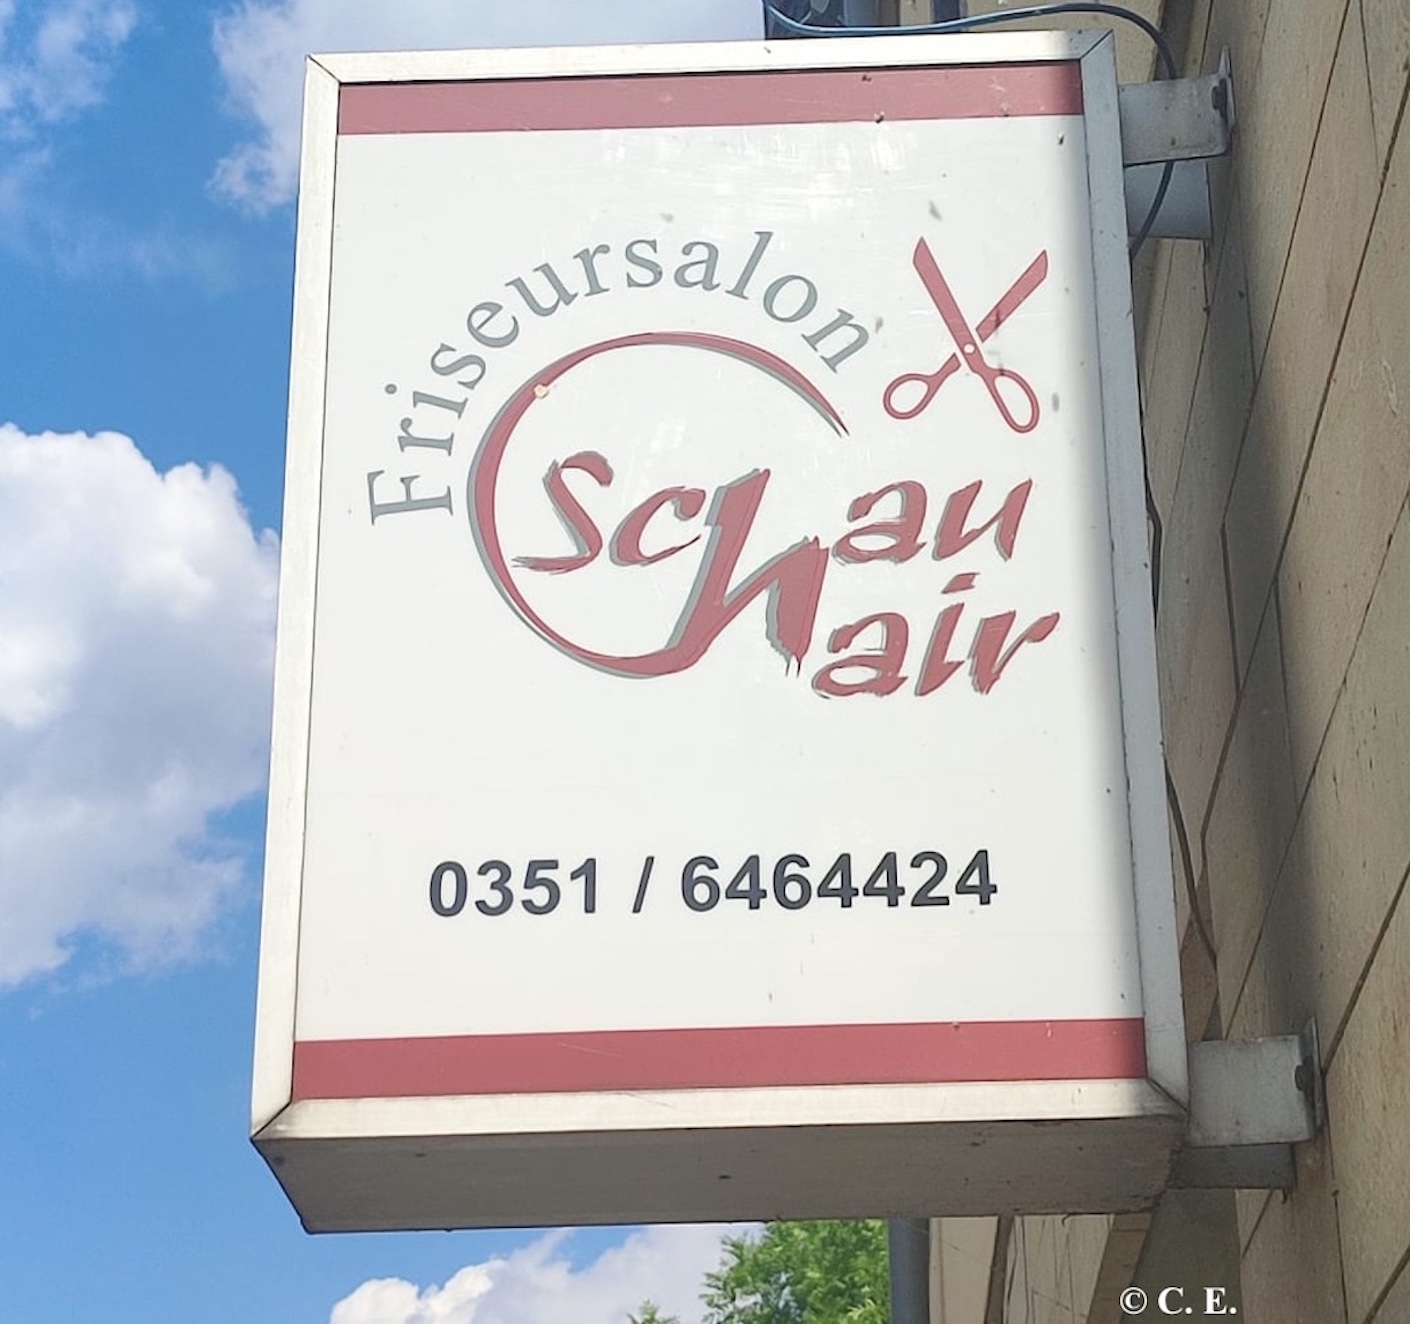 Friseursalon
Schau
hair
0351 / 6464424
© C. E.